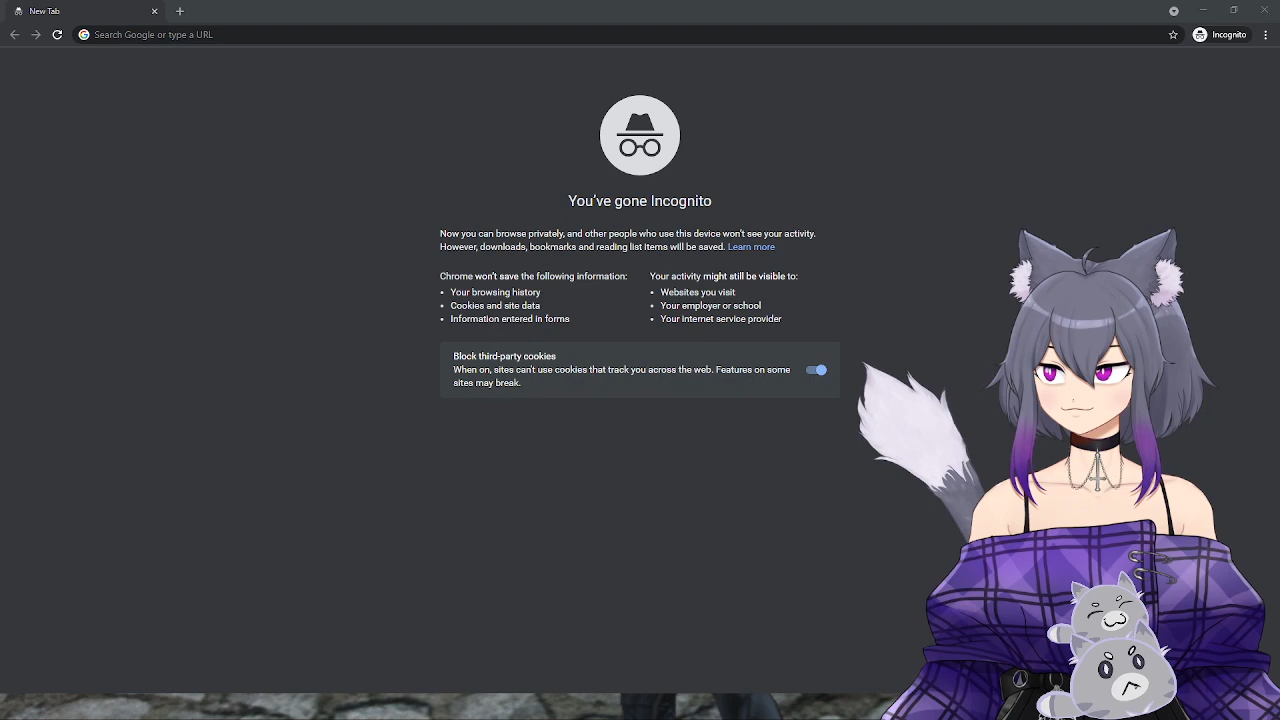 New Tab
Search Google or type a URL
Incognito
You've gone Incognito
Now you can browse privately, and other people who use this device won't see your activity.
However, downloads, bookmarks and reading list items will be saved. Learn more
Chrome won't save the following information:
Your browsing history
Cookies and site data
Information entered in forms
Your activity might still be visible to:
Websites you visit
Your employer or school
Your internet service provider
Block third-party cookies
When on, sites can't use cookies that track you across the web. Features on some
sites may break.